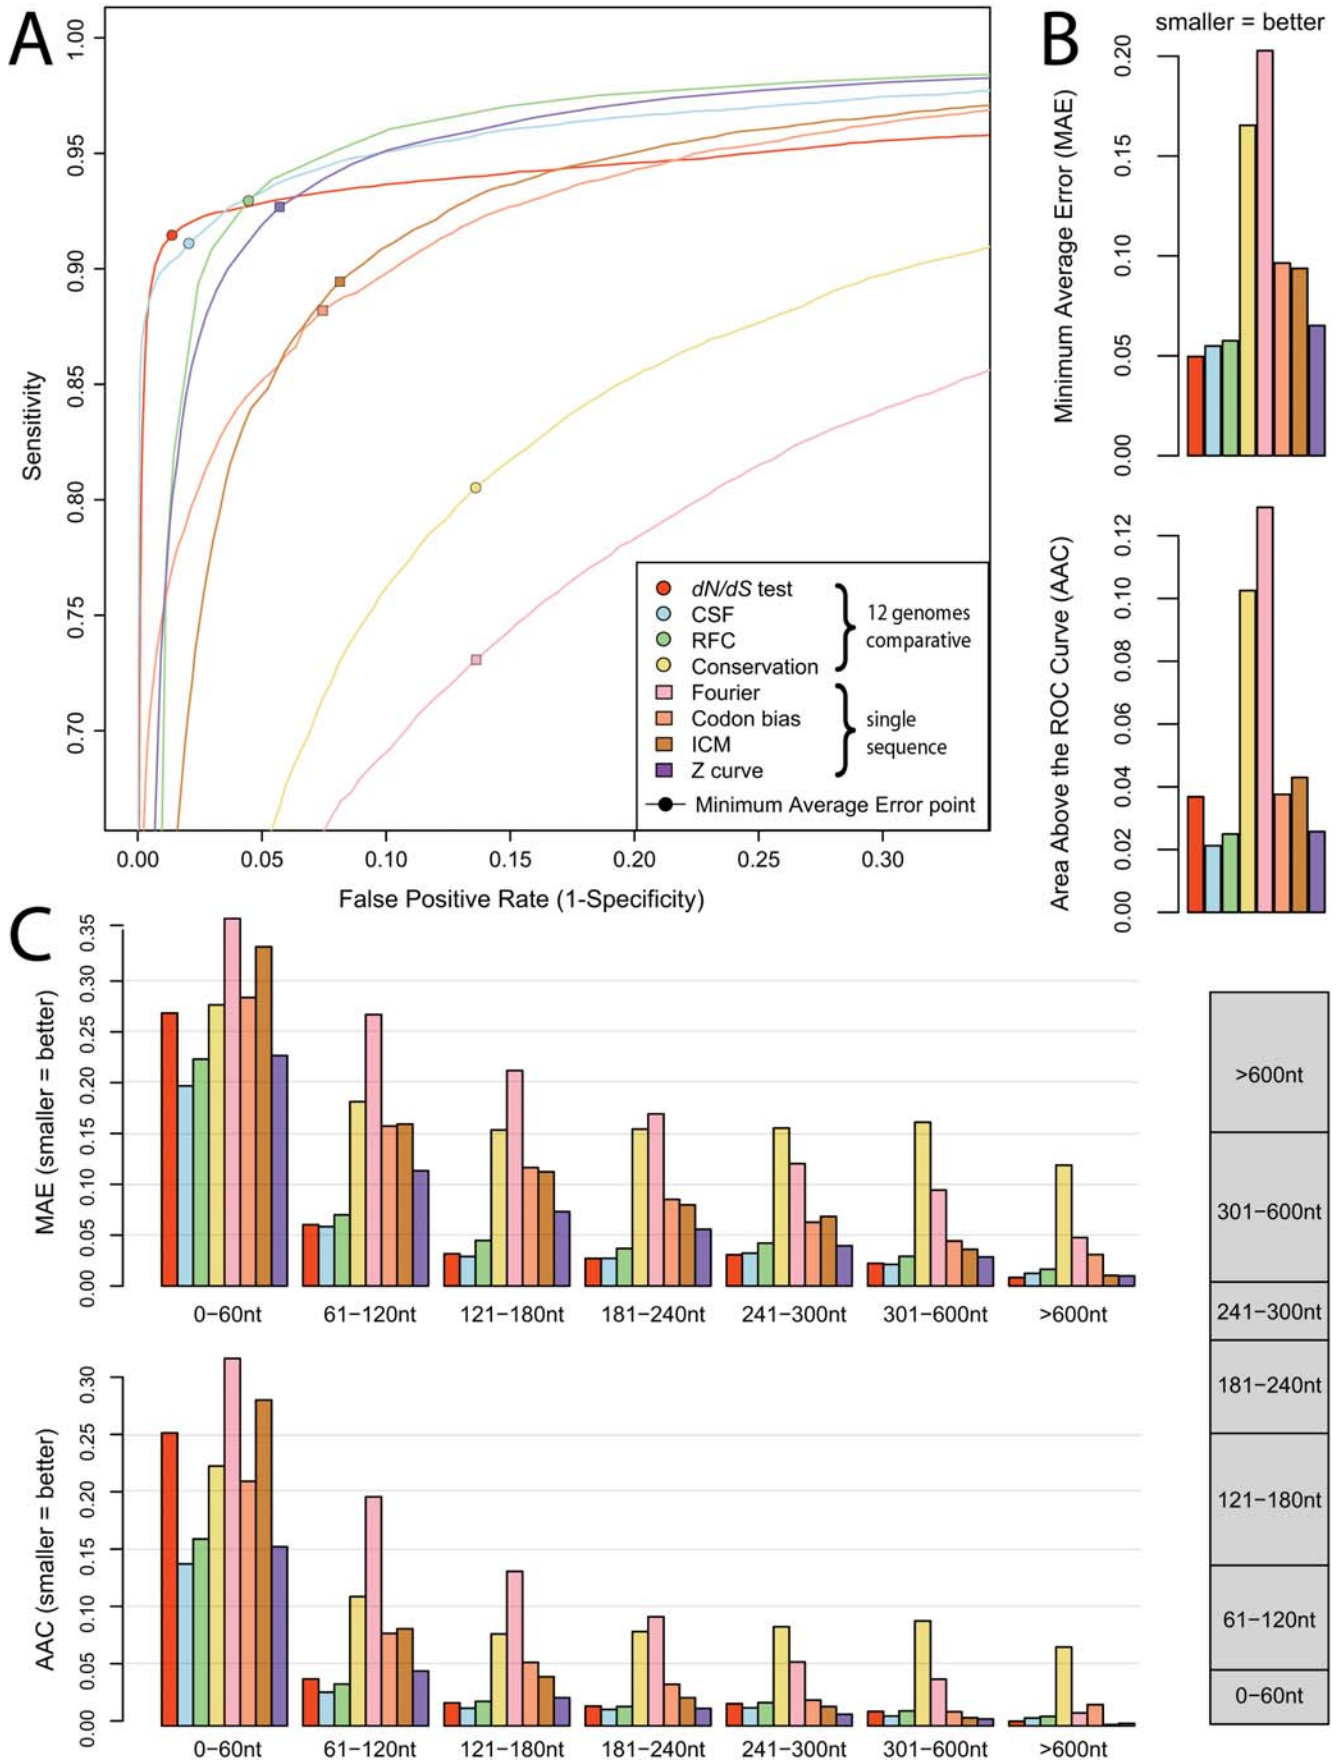 A
1.00
0.95
0.90
0.85
0.80
0.75
0.70
Sensitivity
0.00 0.05 0.10 0.15 0.20 0.25 0.30
False Positive Rate (1-Specificity)
dN/dS test
CSF
RFC
Conservation
12 genomes
comparative
Fourier
Codon bias
ICM
Z curve
single
sequence
Minimum Average Error point
B
smaller = better
Minimum Average Error (MAE)
0.20
0.15
0.10
0.05
0.00
Area Above the ROC Curve (AAC)
0.12
0.10
0.08
0.06
0.04
0.02
0.00
C
MAE (smaller = better)
0.35
0.30
0.25
0.20
0.15
0.10
0.05
0.00
0−60nt 61−120nt 121−180nt 181−240nt 241−300nt 301−600nt >600nt
AAC (smaller = better)
0.30
0.25
0.20
0.15
0.10
0.05
0.00
0−60nt 61−120nt 121−180nt 181−240nt 241−300nt 301−600nt >600nt
>600nt
301−600nt
241−300nt
181−240nt
121−180nt
61−120nt
0−60nt